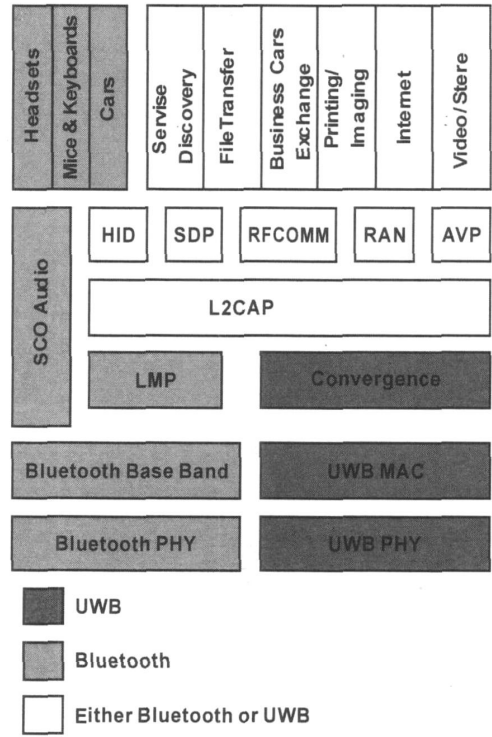 Headsets
Mice & Keyboards
Cars
Servise
Discovery
FileTransfer
Business Cars
Exchange
Printing/
Imaging
Internet
Video/Stere
SCO Audio
HID
SDP
RFCOMM
RAN
AVP
L2CAP
LMP
Convergence
Bluetooth Base Band
UWB MAC
Bluetooth PHY
UWB PHY
UWB
Bluetooth
Either Bluetooth or UWB